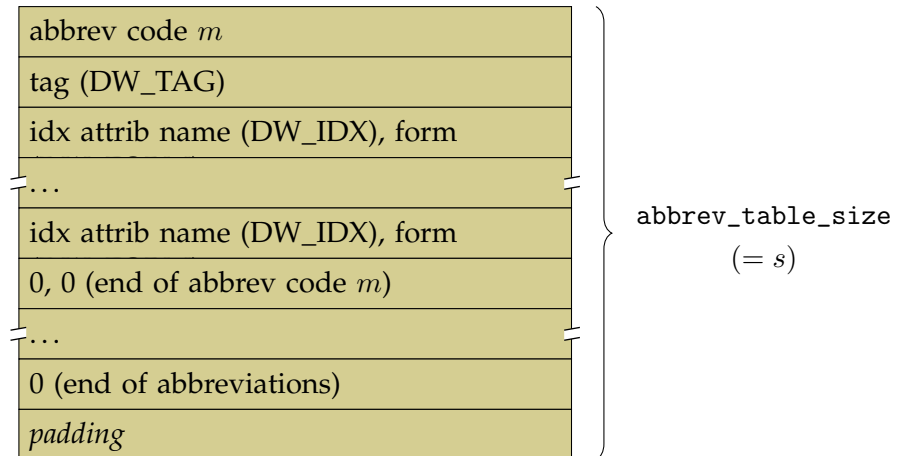 abbrev code m
tag (DW_TAG)
idx attrib name (DW_IDX), form
. . .
idx attrib name (DW_IDX), form
0, 0 (end of abbrev code m)
. . .
0 (end of abbreviations)
padding
abbrev_table_size
(= s)